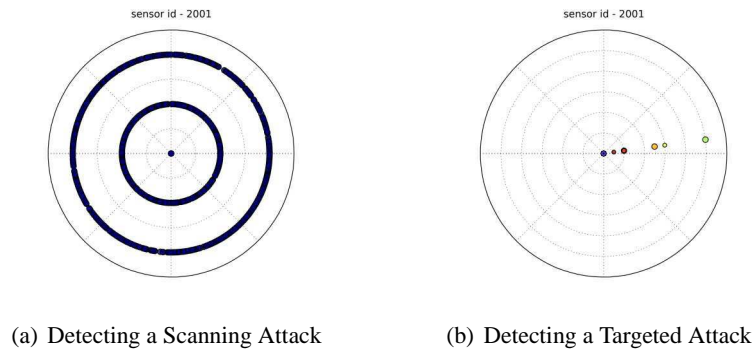 sensor id - 2001
sensor id - 2001
(a) Detecting a Scanning Attack
(b) Detecting a Targeted Attack